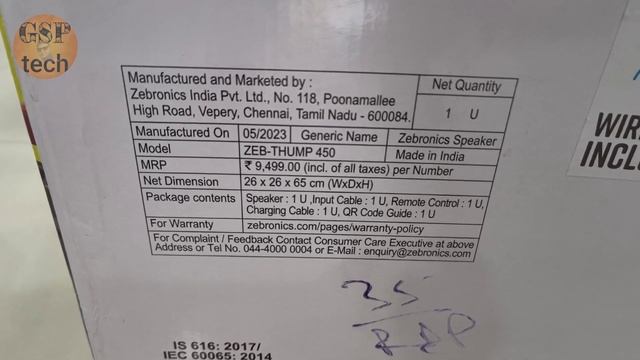 GSP
tech
Manufactured and Marketed by :
Zebronics India Pvt. Ltd., No. 118, Poonamallee
High Road, Vepery, Chennai, Tamil Nadu - 600084.
Net Quantity
1 U
Manufactured On 05/2023 Generic Name Zebronics Speaker
Model ZEB-THUMP 450 Made in India
MRP ₹ 9,499.00 (incl. of all taxes) per Number
Net Dimension 26 x 26 x 65 cm (WxDxH)
Package contents Speaker : 1 U ,Input Cable : 1 U, Remote Control : 1 U,
Charging Cable : 1 U, QR Code Guide : 1 U
For Warranty zebronics.com/pages/warranty-policy
For Complaint / Feedback Contact Consumer Care Executive at above
Address or Tel No. 044-4000 0004 or E-Mail : enquiry@zebronics.com
35
IS 616: 2017/
IEC 60065: 2014